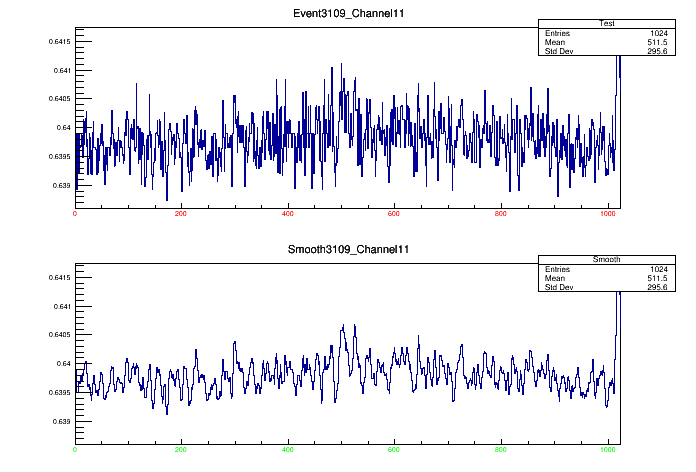 Event3109_Channel11
Test
Entries 1024
Mean 511.5
Std Dev 295.6
0.6415
0.641
0.6405
0.64
0.6395
0.639
0 200 400 600 800 1000
Smooth3109_Channel11
Smooth
Entries 1024
Mean 511.5
Std Dev 295.6
0.6415
0.641
0.6405
0.64
0.6395
0.639
0 200 400 600 800 1000